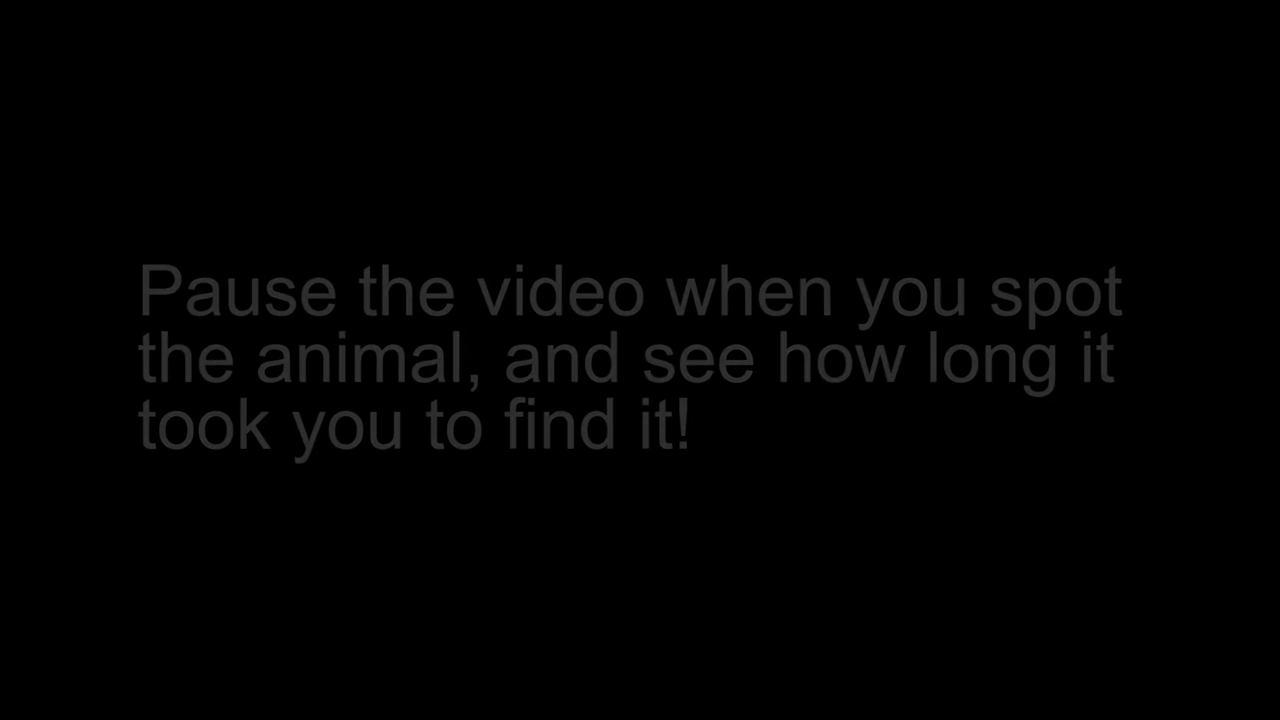 Pause the video when you spot
the animal, and see how long it
took you to find it!